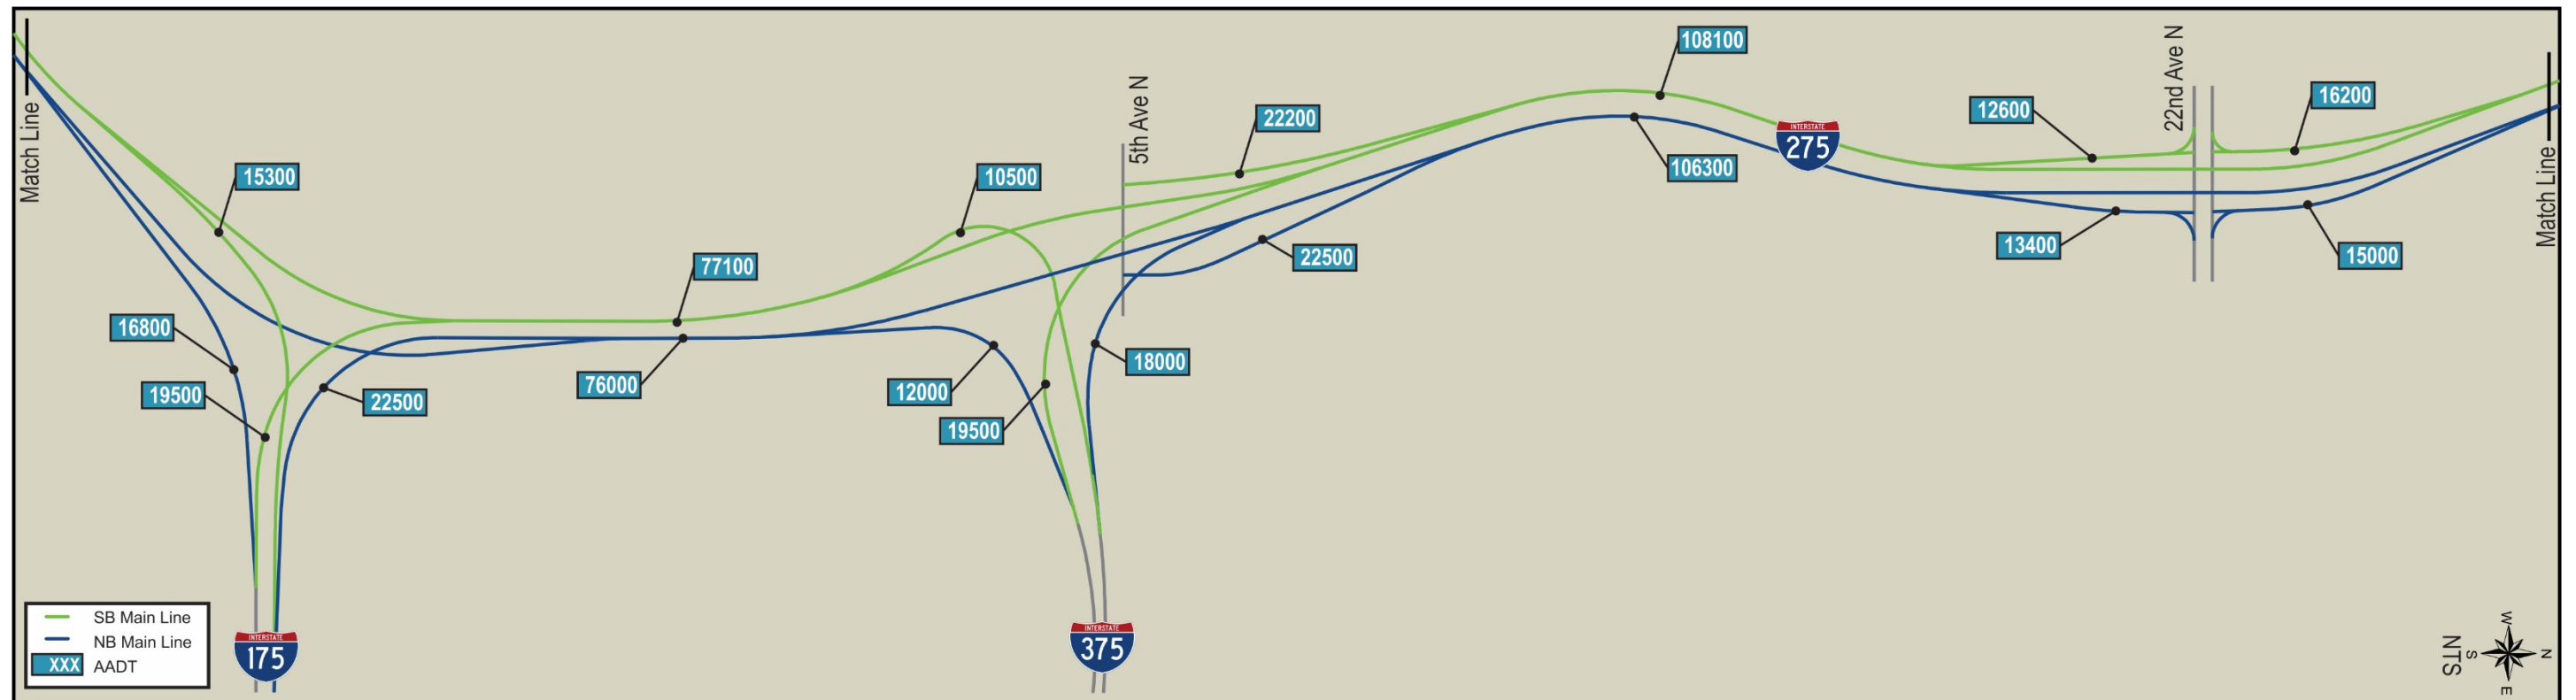 Match Line
15300
16800
19500
22500
77100
76000
10500
12000
19500
18000
5th Ave N
22200
22500
108100
106300
INTERSTATE
275
12600
13400
22nd Ave N
16200
15000
Match Line
SB Main Line
NB Main Line
XXX AADT
INTERSTATE
175
INTERSTATE
375
NTS
W
N
S
E